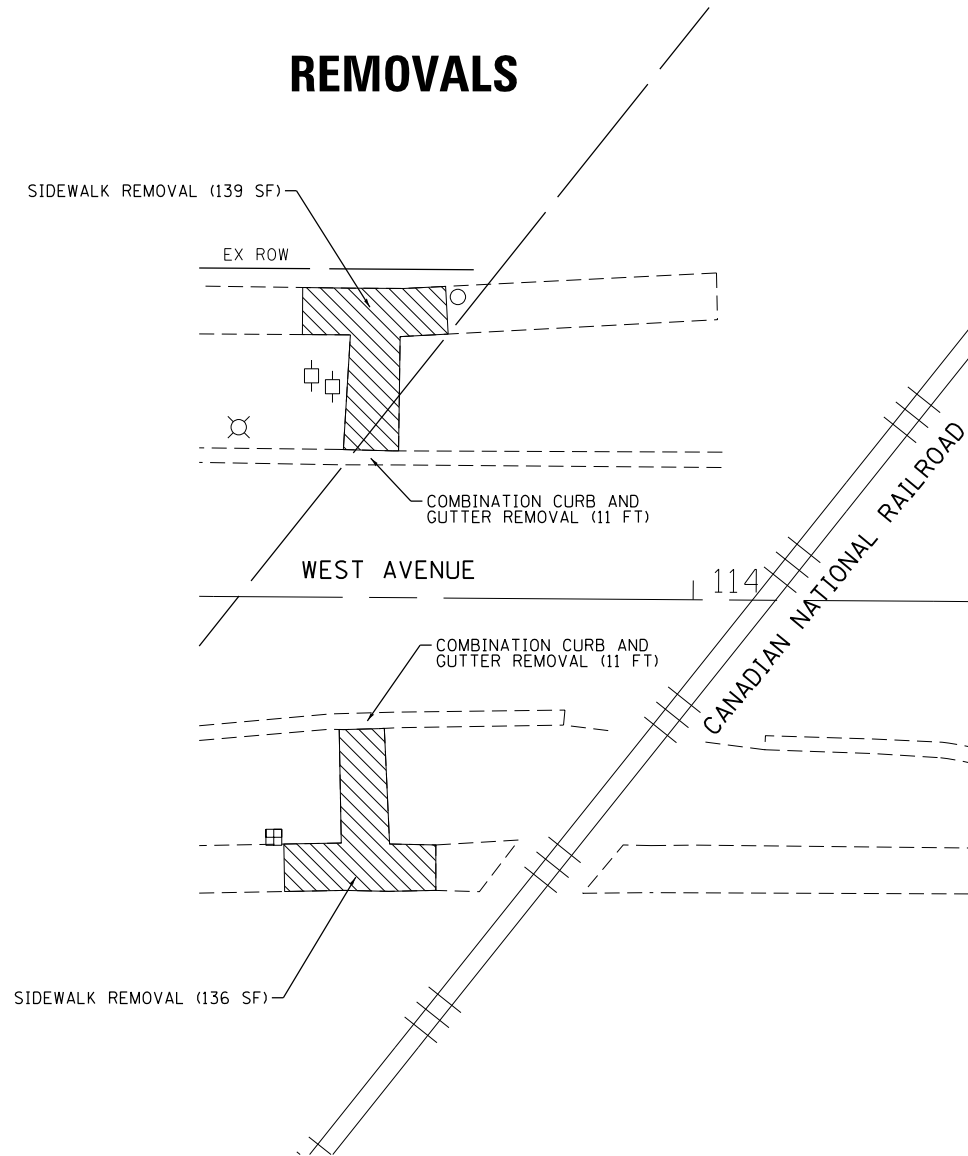 REMOVALS
SIDEWALK REMOVAL (139 SF)
EX ROW
COMBINATION CURB AND
GUTTER REMOVAL (11 FT)
WEST AVENUE
114
CANADIAN NATIONAL RAILROAD
COMBINATION CURB AND
GUTTER REMOVAL (11 FT)
SIDEWALK REMOVAL (136 SF)